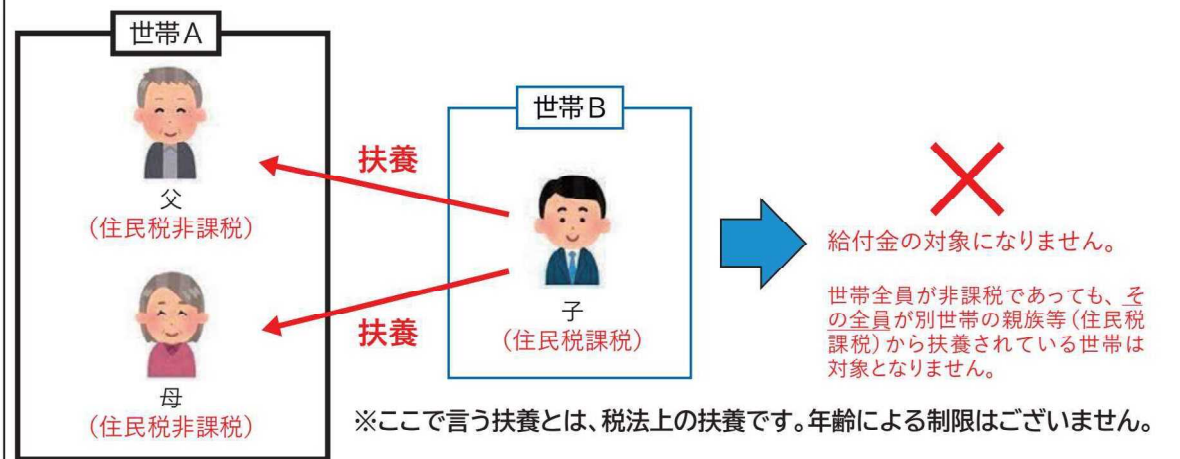 世帯A
父
(住民税非課税)
母
(住民税非課税)
扶養
扶養
世帯B
子
(住民税課税)
給付金の対象になりません。
世帯全員が非課税であっても、そ
の全員が別世帯の親族等(住民税
課税)から扶養されている世帯は
対象となりません。
※ここで言う扶養とは、税法上の扶養です。年齢による制限はございません。